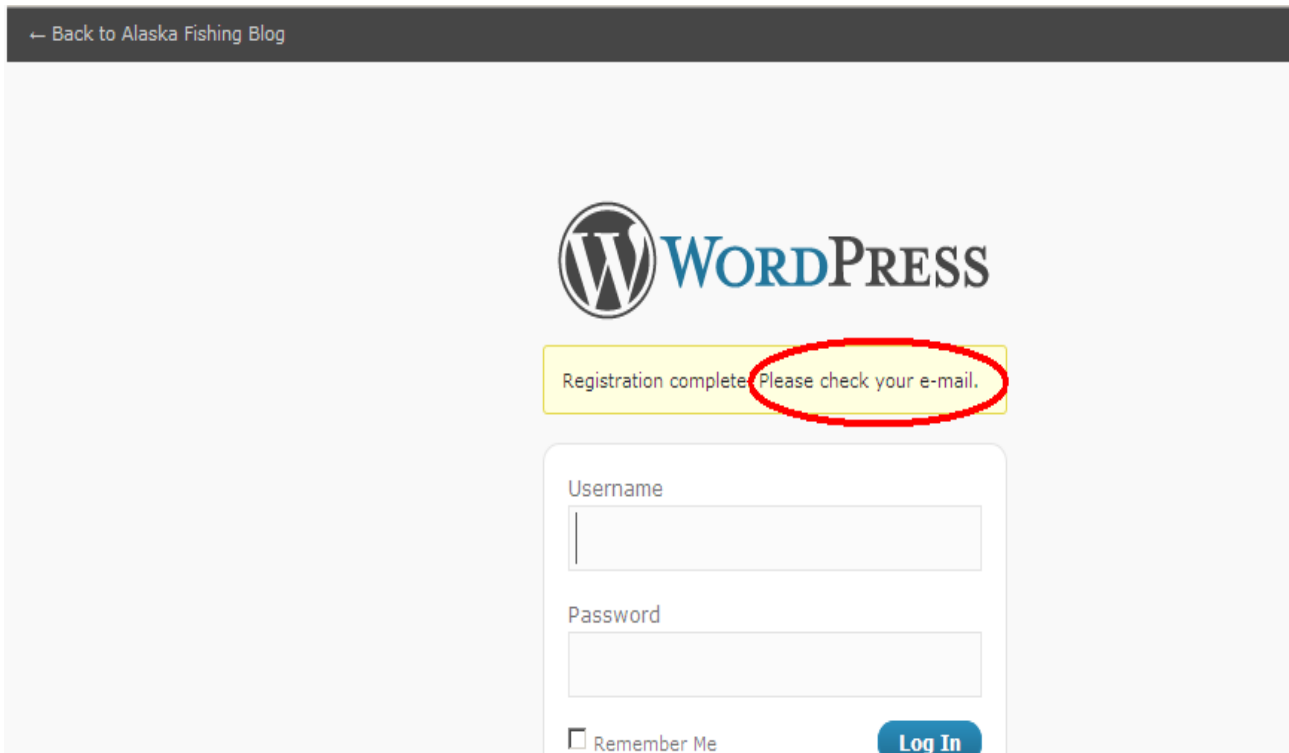 ← Back to Alaska Fishing Blog
WORDPRESS
Registration complete. Please check your e-mail.
Username
Password
Remember Me
Log In